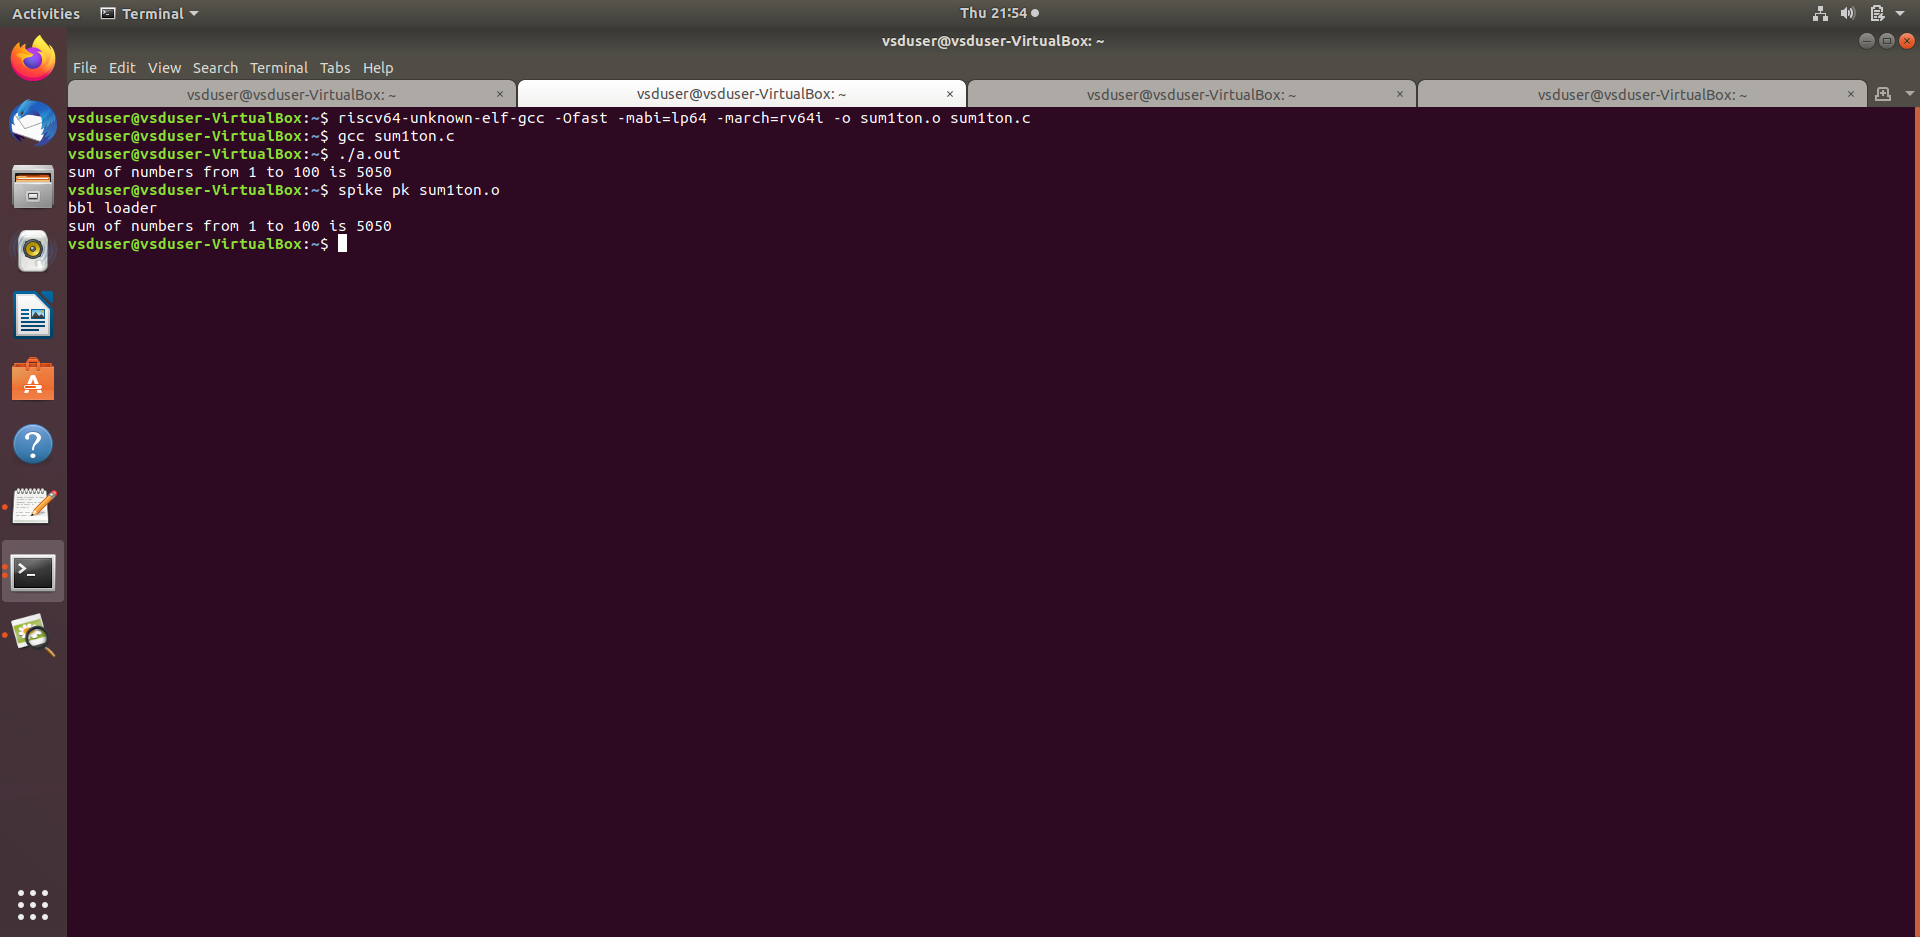 Activities Terminal Thu 21:54
vsduser@vsduser-VirtualBox: ~
File Edit View Search Terminal Tabs Help
vsduser@vsduser-VirtualBox: ~ × vsduser@vsduser-VirtualBox: ~ × vsduser@vsduser-VirtualBox: ~ × vsduser@vsduser-VirtualBox: ~ ×
vsduser@vsduser-VirtualBox:~$ riscv64-unknown-elf-gcc -Ofast -mabi=lp64 -march=rv64i -o sum1ton.o sum1ton.c
vsduser@vsduser-VirtualBox:~$ gcc sum1ton.c
vsduser@vsduser-VirtualBox:~$ ./a.out
sum of numbers from 1 to 100 is 5050
vsduser@vsduser-VirtualBox:~$ spike pk sum1ton.o
bbl loader
sum of numbers from 1 to 100 is 5050
vsduser@vsduser-VirtualBox:~$